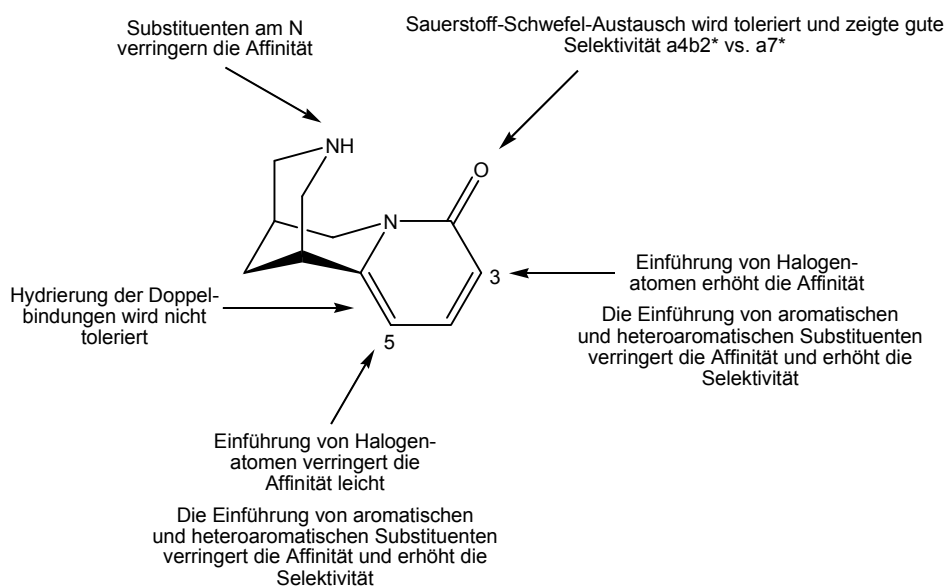 Substituenten am N
verringern die Affinität
Sauerstoff-Schwefel-Austausch wird toleriert und zeigte gute
Selektivität a4b2* vs. a7*
NH
O
N
3
Einführung von Halogen-
atomen erhöht die Affinität
Die Einführung von aromatischen
und heteroaromatischen Substituenten
verringert die Affinität und erhöht die
Selektivität
Hydrierung der Doppel-
bindungen wird nicht
toleriert
5
Einführung von Halogen-
atomen verringert die
Affinität leicht
Die Einführung von aromatischen
und heteroaromatischen Substituenten
verringert die Affinität und erhöht die
Selektivität